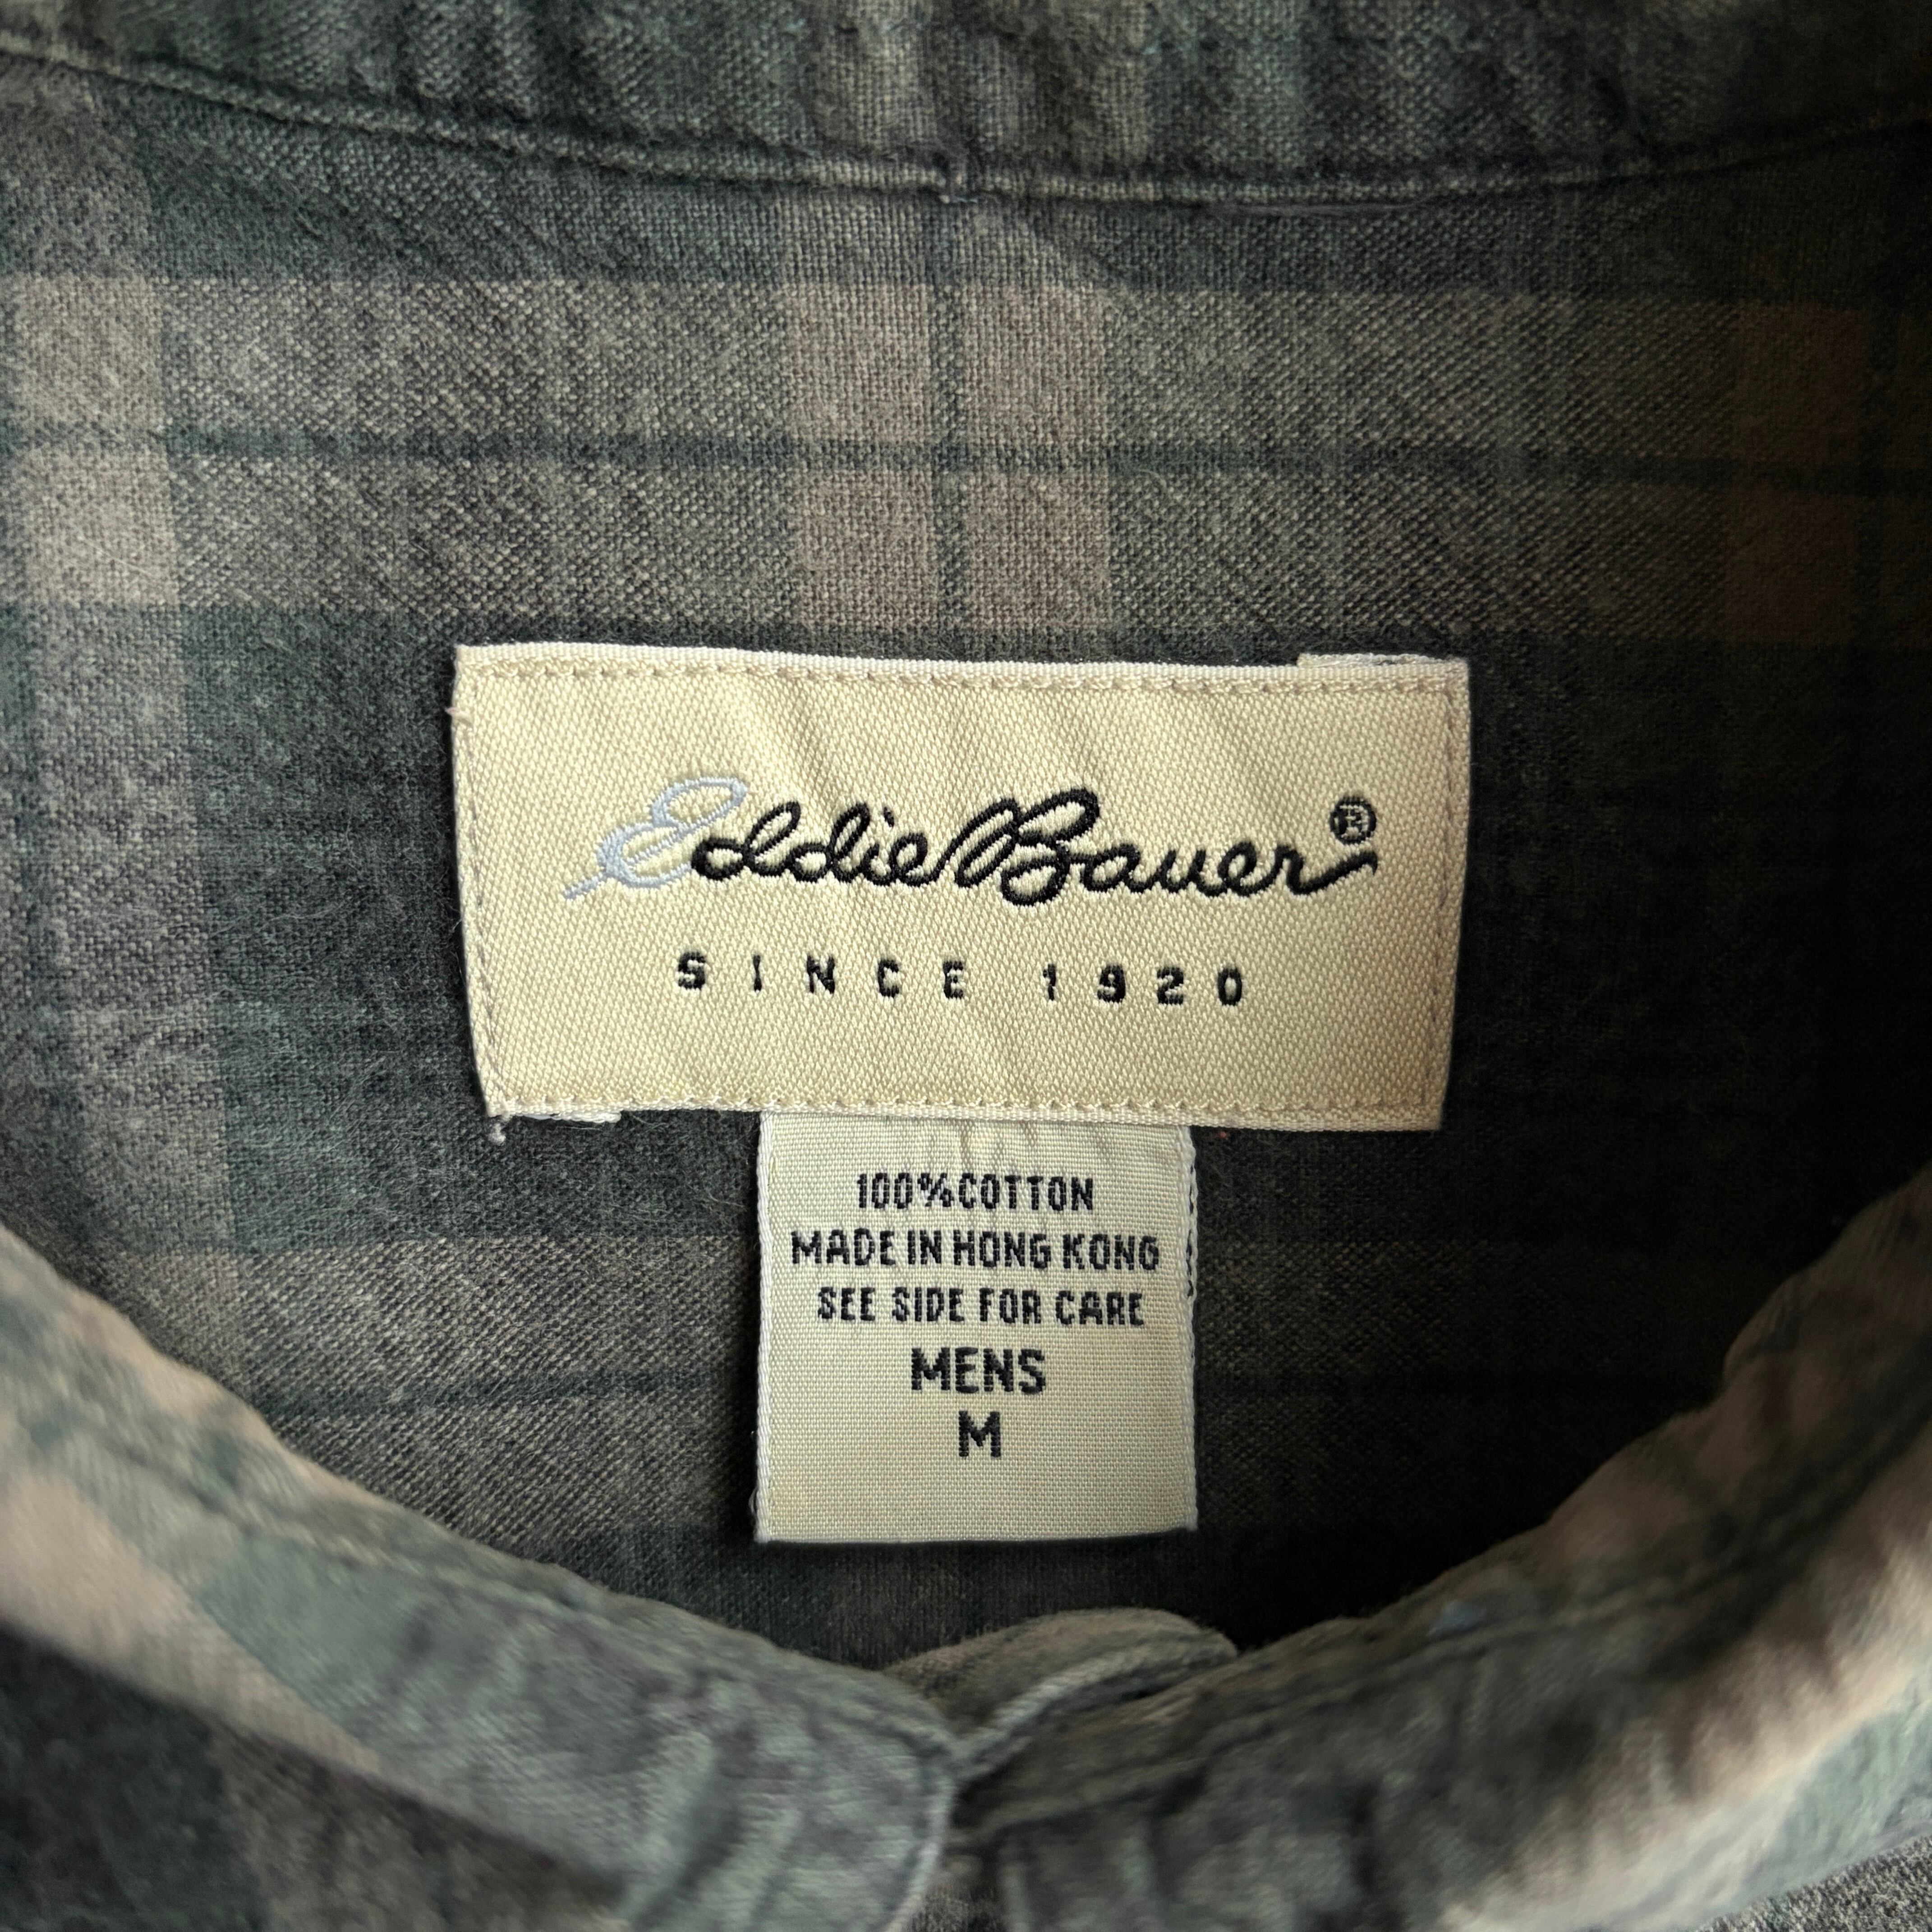 Eddie Bauer®
SINCE 1920
100%COTTON
MADE IN HONG KONG
SEE SIDE FOR CARE
MENS
M